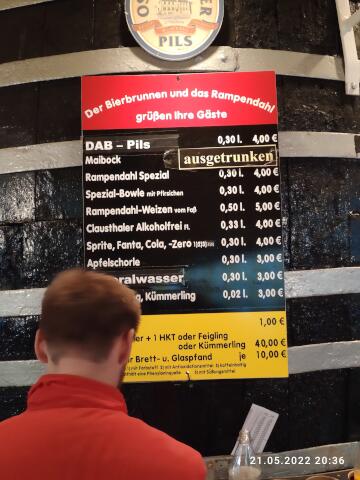 PILS
Der Bierbrunnen und das Rampendahl
grüßen Ihre Gäste
DAB – Pils 0,30 l. 4,00 €
Maibock ausgetrunken
Rampendahl Spezial 0,30 l. 4,00 €
Spezial-Bowle mit Pfirsichen 0,30 l. 4,00 €
Rampendahl-Weizen vom Faß 0,50 l. 5,00 €
Clausthaler Alkoholfrei Fl. 0,33 l. 4,00 €
Sprite, Fanta, Cola, -Zero 0,30 l. 4,00 €
Apfelschorle 0,30 l. 3,00 €
eralwasser 0,30 l. 3,00 €
Kümmerling 0,02 l. 3,00 €
1,00 €
er + 1 HKT oder Feigling
oder Kümmerling 40,00 €
Brett- u. Glaspfand je 10,00 €
21.05.2022 20:36